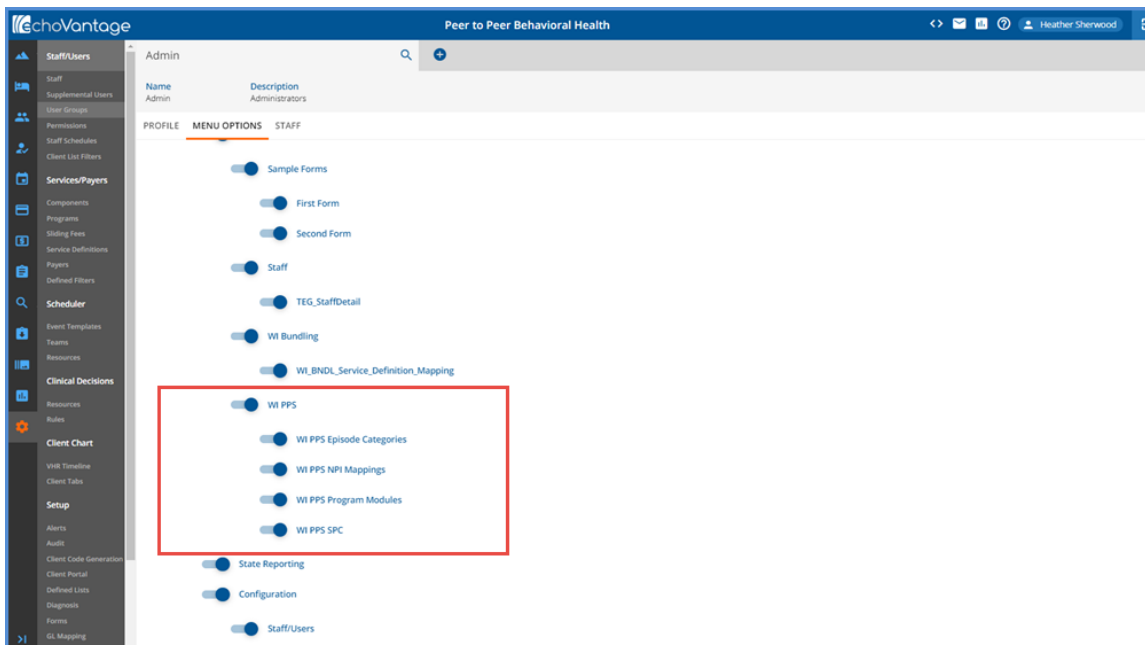 echoVantage
Peer to Peer Behavioral Health
Heather Sherwood
Staff/Users
Staff
Supplemental Users
User Groups
Permissions
Staff Schedules
Client List Filters
Services/Payers
Components
Programs
Sliding Fees
Service Definitions
Payers
Defined Filters
Scheduler
Event Templates
Teams
Resources
Clinical Decisions
Resources
Rules
Client Chart
VHR Timeline
Client Tabs
Setup
Alerts
Audit
Client Code Generation
Client Portal
Defined Lists
Diagnosis
Forms
GL Mapping
Admin
Name Description
Admin Administrators
PROFILE MENU OPTIONS STAFF
Sample Forms
First Form
Second Form
Staff
TEG_StaffDetail
WI Bundling
WI_BNDL_Service_Definition_Mapping
WI PPS
WI PPS Episode Categories
WI PPS NPI Mappings
WI PPS Program Modules
WI PPS SPC
State Reporting
Configuration
Staff/Users